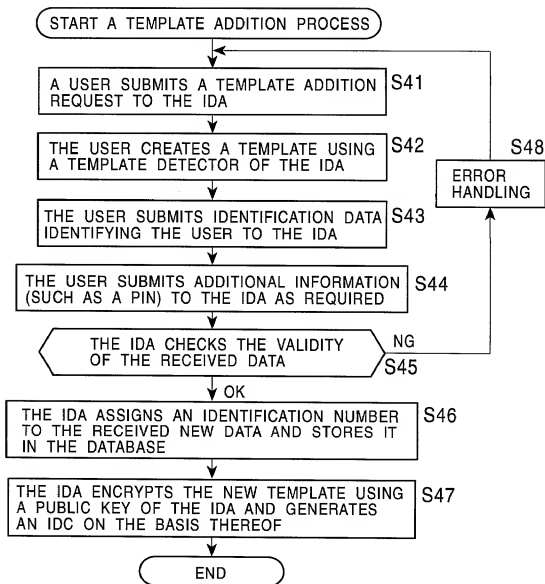 START A TEMPLATE ADDITION PROCESS
A USER SUBMITS A TEMPLATE ADDITION
REQUEST TO THE IDA
S41
THE USER CREATES A TEMPLATE USING
A TEMPLATE DETECTOR OF THE IDA
S42
S48
ERROR
HANDLING
THE USER SUBMITS IDENTIFICATION DATA
IDENTIFYING THE USER TO THE IDA
S43
THE USER SUBMITS ADDITIONAL INFORMATION
(SUCH AS A PIN) TO THE IDA AS REQUIRED
S44
THE IDA CHECKS THE VALIDITY
OF THE RECEIVED DATA
NG
S45
OK
THE IDA ASSIGNS AN IDENTIFICATION NUMBER
TO THE RECEIVED NEW DATA AND STORES IT
IN THE DATABASE
S46
THE IDA ENCRYPTS THE NEW TEMPLATE USING
A PUBLIC KEY OF THE IDA AND GENERATES
AN IDC ON THE BASIS THEREOF
S47
END